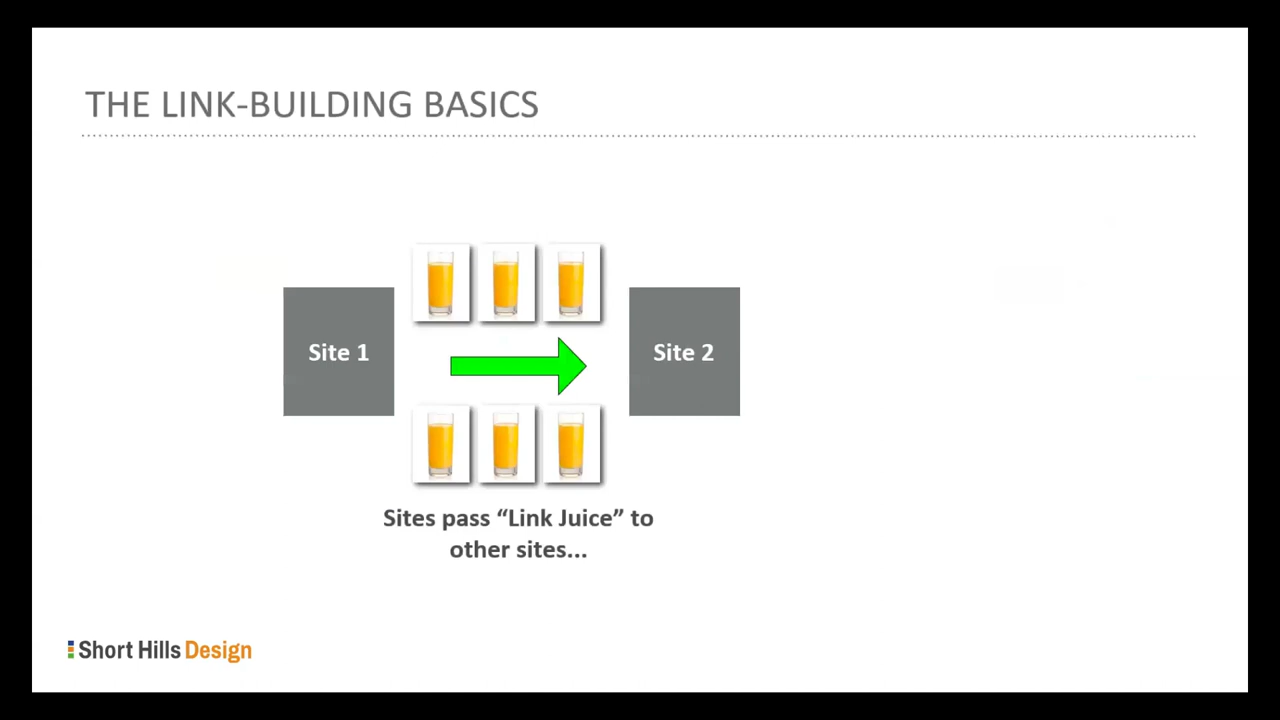 THE LINK-BUILDING BASICS
Site 1
Site 2
Sites pass “Link Juice” to
other sites...
Short Hills Design